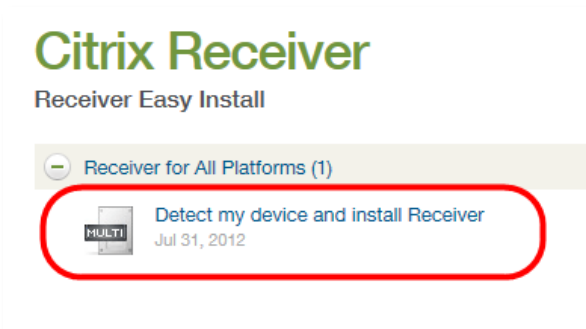 Citrix Receiver
Receiver Easy Install
Receiver for All Platforms (1)
Detect my device and install Receiver
MULTI
Jul 31, 2012